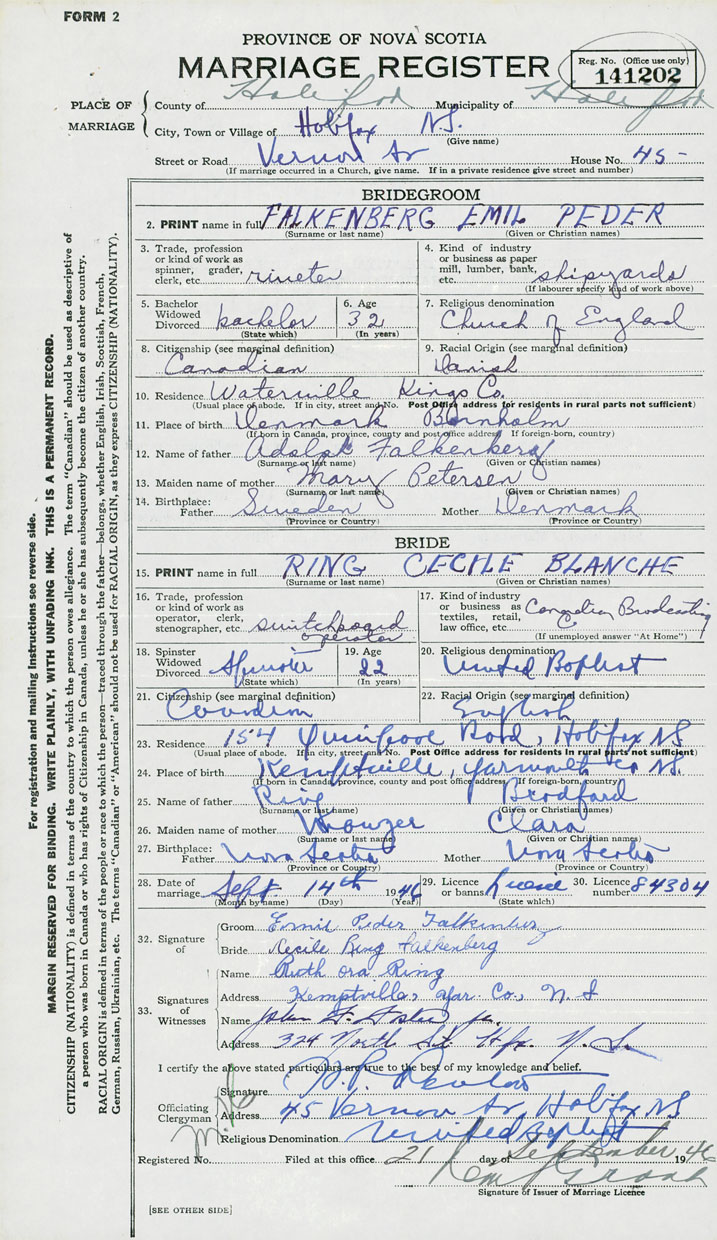 FORM 2
PROVINCE OF NOVA SCOTIA
MARRIAGE REGISTER
Reg. No. (Office use only)
141202
PLACE OF MARRIAGE
County of Halifax Municipality of Halifax
City, Town or Village of Halifax N.S.
(Give name)
Street or Road Vernon St House No. 45 -
(If marriage occurred in a Church, give name. If in a private residence give street and number)
BRIDEGROOM
2. PRINT name in full FALKENBERG EMIL PEDER
(Surname or last name) (Given or Christian names)
3. Trade, profession or kind of work as spinner, grader, clerk, etc. riveter
4. Kind of industry or business as paper mill, lumber, bank, etc. shipyards
(If labourer specify kind of work above)
5. Bachelor Widowed Divorced bachelor
(State which)
6. Age 32
(In years)
7. Religious denomination
Church of England
8. Citizenship (see marginal definition)
Canadian
9. Racial Origin (see marginal definition)
Danish
10. Residence Waterville Kings Co.
(Usual place of abode. If in city, street and No. Post Office address for residents in rural parts not sufficient)
11. Place of birth Denmark Bornholm
(If born in Canada, province, county and post office address. If foreign-born, country)
12. Name of father Adolph Falkenberg
(Surname or last name) (Given or Christian names)
13. Maiden name of mother Mary Petersen
(Surname or last name) (Given or Christian names)
14. Birthplace: Father Sweden Mother Denmark
(Province or Country) (Province or Country)
BRIDE
15. PRINT name in full RING CECILE BLANCHE
(Surname or last name) (Given or Christian names)
16. Trade, profession or kind of work as operator, clerk, stenographer, etc. switchboard operator
17. Kind of industry or business as textiles, retail, law office, etc. Canadian Brodcasting C
(If unemployed answer "At Home")
18. Spinster Widowed Divorced Spinster
(State which)
19. Age 22
(In years)
20. Religious denomination
United Baptist
21. Citizenship (see marginal definition)
Canadian
22. Racial Origin (see marginal definition)
English
23. Residence 154 Quinpool Road, Halifax NS
(Usual place of abode. If in city, street and No. Post Office address for residents in rural parts not sufficient)
24. Place of birth Kemptville, Yarmouth Co NS.
(If born in Canada, province, county and post office address. If foreign-born, country)
25. Name of father Ring Bradford
(Surname or last name) (Given or Christian names)
26. Maiden name of mother Clara
(Surname or last name) (Given or Christian names)
27. Birthplace: Father Nova Scotia Mother Nova Scotia
(Province or Country) (Province or Country)
28. Date of marriage Sept 14th 1946
(Month by name) (Day) (Year)
29. Licence or banns license
(State which)
30. Licence number 84304
32. Signature of
Groom Emil Peder Falkenberg
Bride Cecile Ring Falkenberg
33. Signatures of Witnesses
Name Ruth Ora Ring
Address Kemptville, Yar. Co., N.S
Name John F. Foster jr.
Address 324 North St. Hfx. N.S.
I certify the above stated particulars are true to the best of my knowledge and belief.
Officiating Clergyman
Signature
Address 45 Vernon St Halifax NS
Religious Denomination United Baptist
Registered No. Filed at this office 21 day of September 1946
Signature of Issuer of Marriage Licence
[SEE OTHER SIDE]
For registration and mailing instructions see reverse side.
MARGIN RESERVED FOR BINDING. WRITE PLAINLY, WITH UNFADING INK. THIS IS A PERMANENT RECORD.
CITIZENSHIP (NATIONALITY) is defined in terms of the country to which the person owes allegiance. The term "Canadian" should be used as descriptive of
a person who was born in Canada or who has rights of Citizenship in Canada, unless he or she has subsequently become the citizen of another country.
RACIAL ORIGIN is defined in terms of the people or race to which the person—traced through the father—belongs, whether English, Irish, Scottish, French,
German, Russian, Ukrainian, etc. The terms "Canadian" or "American" should not be used for RACIAL ORIGIN, as they express CITIZENSHIP (NATIONALITY).